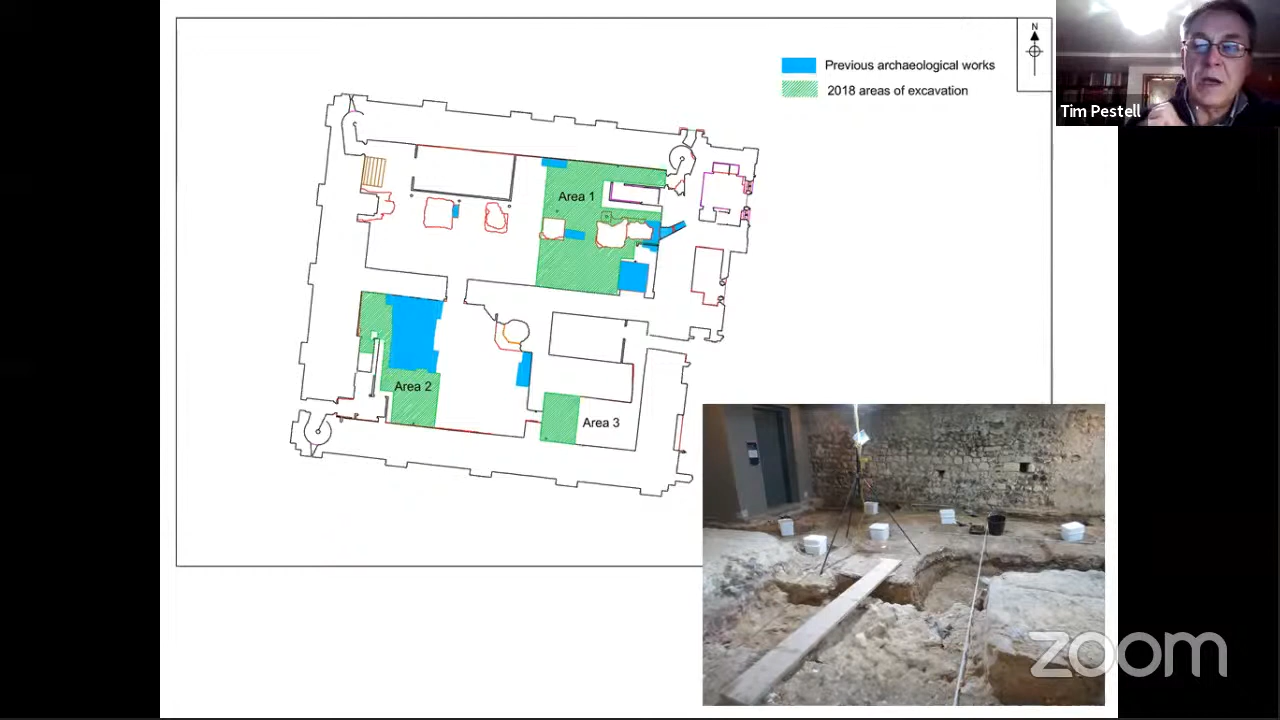 N
Previous archaeological works
2018 areas of excavation
Tim Pestell
Area 1
Area 2
Area 3
zoom